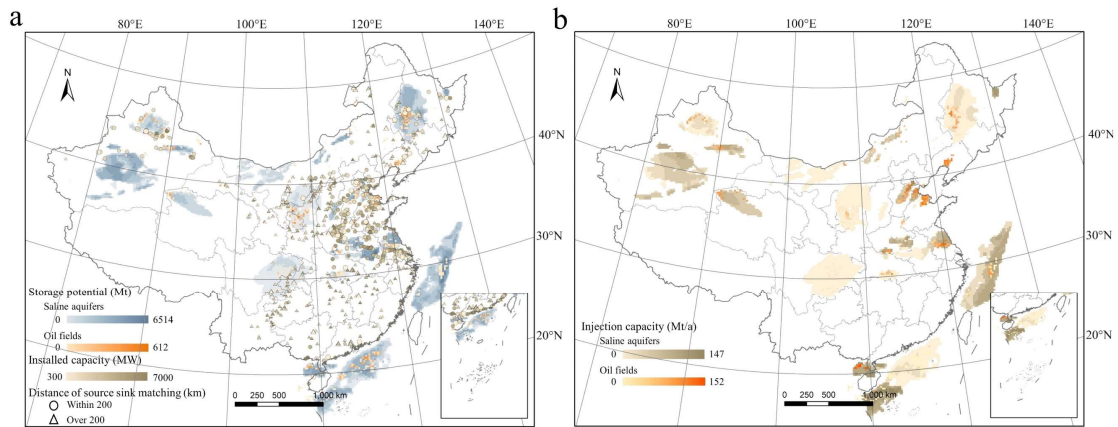 a
80°E
100°E
120°E
140°E
N
40°N
30°N
20°N
Storage potential (Mt)
Saline aquifers
0 6514
Oil fields
0 612
Installed capacity (MW)
300 7000
Distance of source sink matching (km)
Within 200
Over 200
0 250 500 1,000 km
b
80°E
100°E
120°E
140°E
N
40°N
30°N
20°N
Injection capacity (Mt/a)
Saline aquifers
0 147
Oil fields
0 152
0 250 500 1,000 km